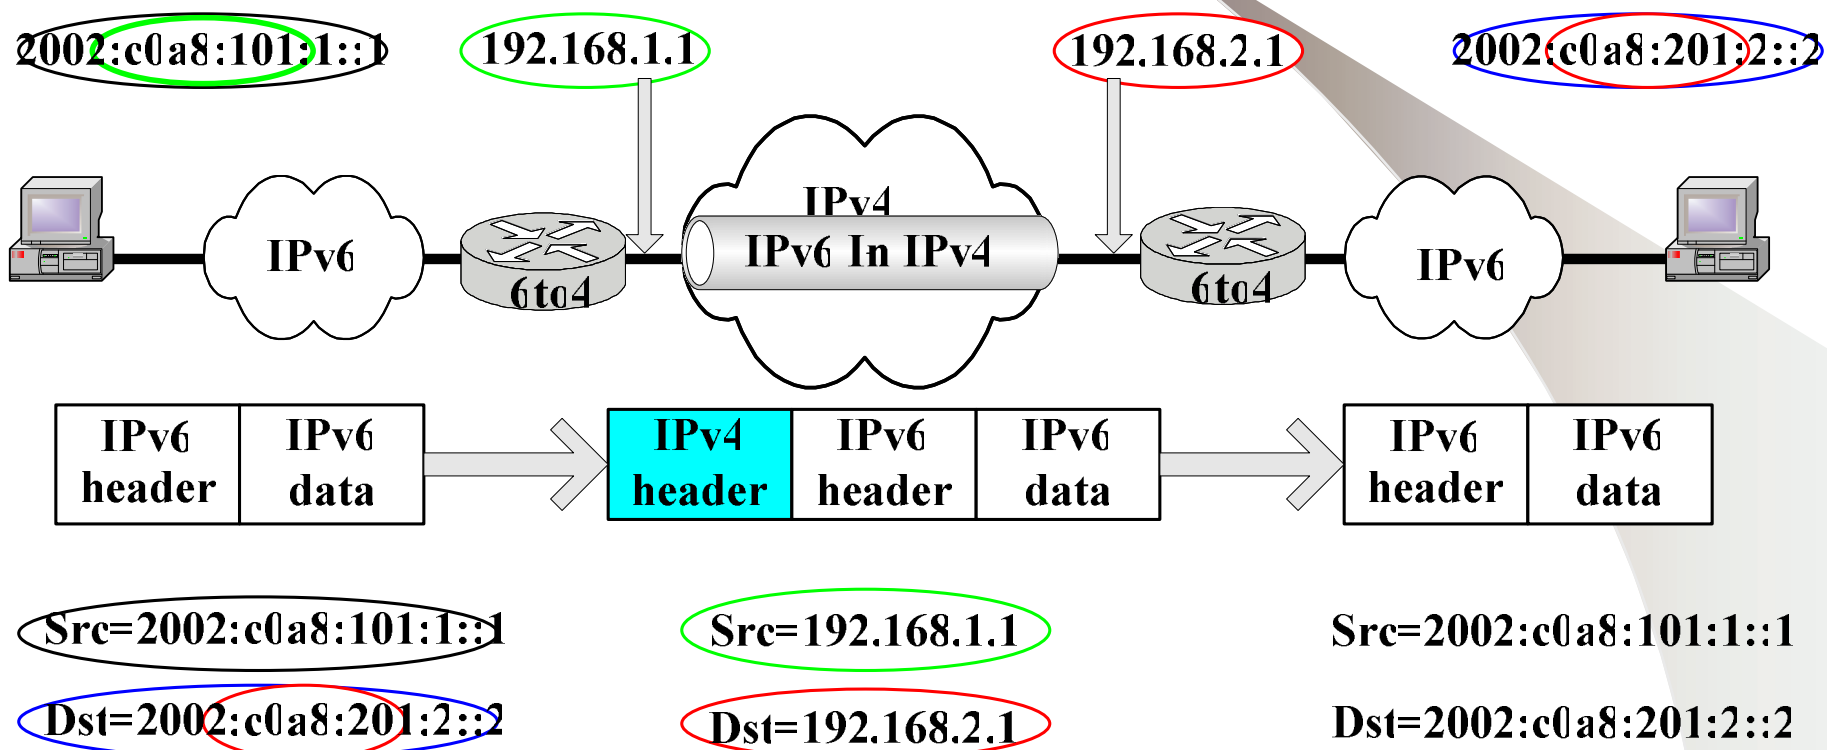 2002:c0a8:101:1::1
192.168.1.1
192.168.2.1
2002:c0a8:201:2::2
IPv4
IPv6
IPv6 In IPv4
IPv6
6to4
6to4
IPv6 header
IPv6 data
IPv4 header
IPv6 header
IPv6 data
IPv6 header
IPv6 data
Src=2002:c0a8:101:1::1
Src=192.168.1.1
Src=2002:c0a8:101:1::1
Dst=2002:c0a8:201:2::2
Dst=192.168.2.1
Dst=2002:c0a8:201:2::2